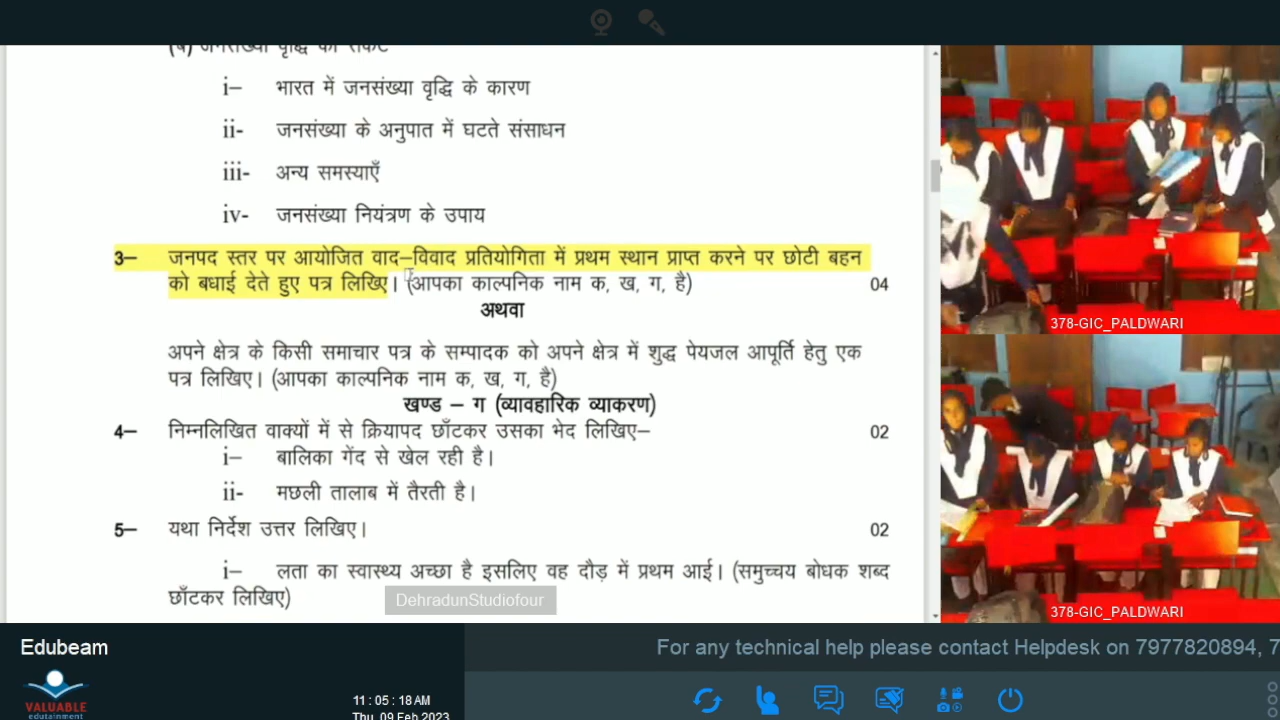 (ब) जनसंख्या वृद्धि का संकट
i– भारत में जनसंख्या वृद्धि के कारण
ii- जनसंख्या के अनुपात में घटते संसाधन
iii- अन्य समस्याएँ
iv- जनसंख्या नियंत्रण के उपाय
3– जनपद स्तर पर आयोजित वाद–विवाद प्रतियोगिता में प्रथम स्थान प्राप्त करने पर छोटी बहन
को बधाई देते हुए पत्र लिखिए। (आपका काल्पनिक नाम क, ख, ग, है) 04
अथवा
अपने क्षेत्र के किसी समाचार पत्र के सम्पादक को अपने क्षेत्र में शुद्ध पेयजल आपूर्ति हेतु एक
पत्र लिखिए। (आपका काल्पनिक नाम क, ख, ग, है)
खण्ड – ग (व्यावहारिक व्याकरण)
4– निम्नलिखित वाक्यों में से क्रियापद छाँटकर उसका भेद लिखिए– 02
i– बालिका गेंद से खेल रही है।
ii- मछली तालाब में तैरती है।
5– यथा निर्देश उत्तर लिखिए। 02
i– लता का स्वास्थ्य अच्छा है इसलिए वह दौड़ में प्रथम आई। (समुच्चय बोधक शब्द
छाँटकर लिखिए)
DehradunStudiofour
378-GIC_PALDWARI
378-GIC_PALDWARI
Edubeam
For any technical help please contact Helpdesk on 7977820894, 7
VALUABLE
edutainment
11 : 05 : 18 AM
Thu, 09 Feb 2023